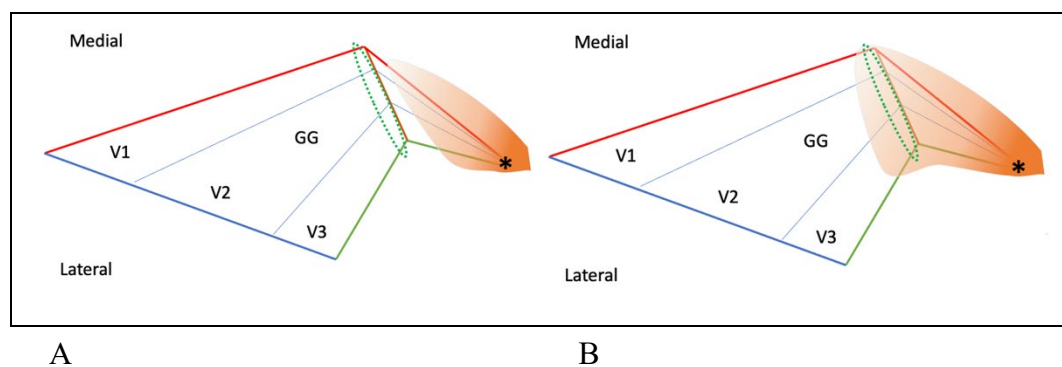 Medial
V1
GG
V2
V3
*
Lateral
Medial
V1
GG
V2
V3
*
Lateral
A
B